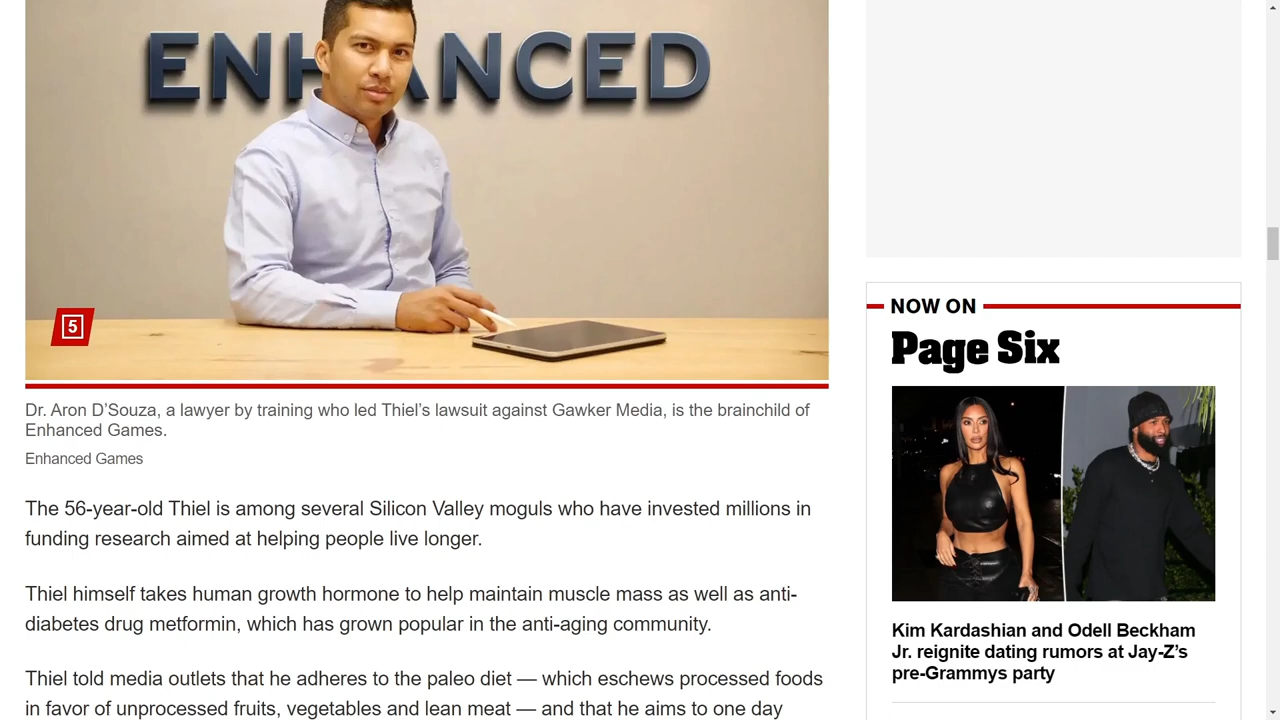 ENHANCED
5
Dr. Aron D’Souza, a lawyer by training who led Thiel’s lawsuit against Gawker Media, is the brainchild of
Enhanced Games.
Enhanced Games
The 56-year-old Thiel is among several Silicon Valley moguls who have invested millions in
funding research aimed at helping people live longer.
Thiel himself takes human growth hormone to help maintain muscle mass as well as anti-
diabetes drug metformin, which has grown popular in the anti-aging community.
Thiel told media outlets that he adheres to the paleo diet — which eschews processed foods
in favor of unprocessed fruits, vegetables and lean meat — and that he aims to one day
NOW ON
Page Six
Kim Kardashian and Odell Beckham
Jr. reignite dating rumors at Jay-Z’s
pre-Grammys party